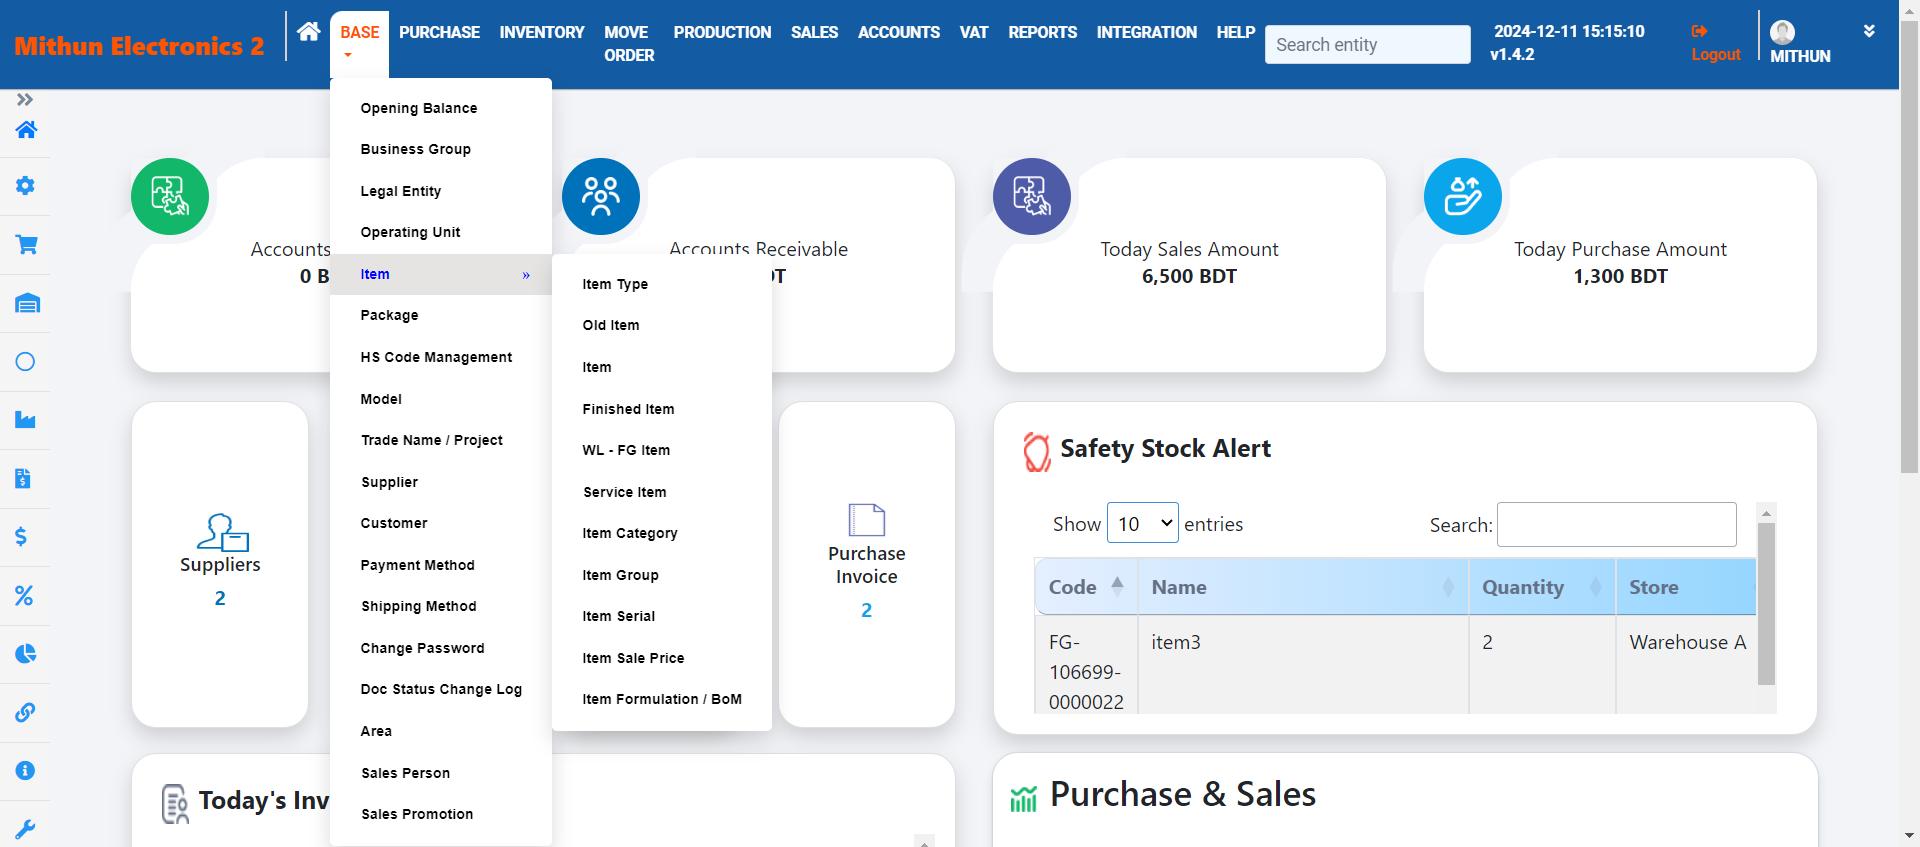 Mithun Electronics 2
BASE
PURCHASE
INVENTORY
MOVE
ORDER
PRODUCTION
SALES
ACCOUNTS
VAT
REPORTS
INTEGRATION
HELP
Search entity
2024-12-11 15:15:10
v1.4.2
Logout
MITHUN
Opening Balance
Business Group
Legal Entity
Operating Unit
Item »
Package
HS Code Management
Model
Trade Name / Project
Supplier
Customer
Payment Method
Shipping Method
Change Password
Doc Status Change Log
Area
Sales Person
Sales Promotion
Item Type
Old Item
Item
Finished Item
WL - FG Item
Service Item
Item Category
Item Group
Item Serial
Item Sale Price
Item Formulation / BoM
Accounts
0 B
Accounts Receivable
DT
Today Sales Amount
6,500 BDT
Today Purchase Amount
1,300 BDT
Suppliers
2
Purchase
Invoice
2
Safety Stock Alert
Show 10 entries
Search:
Code Name Quantity Store
FG-
106699-
0000022
item3 2 Warehouse A
Today's Inv
Purchase & Sales